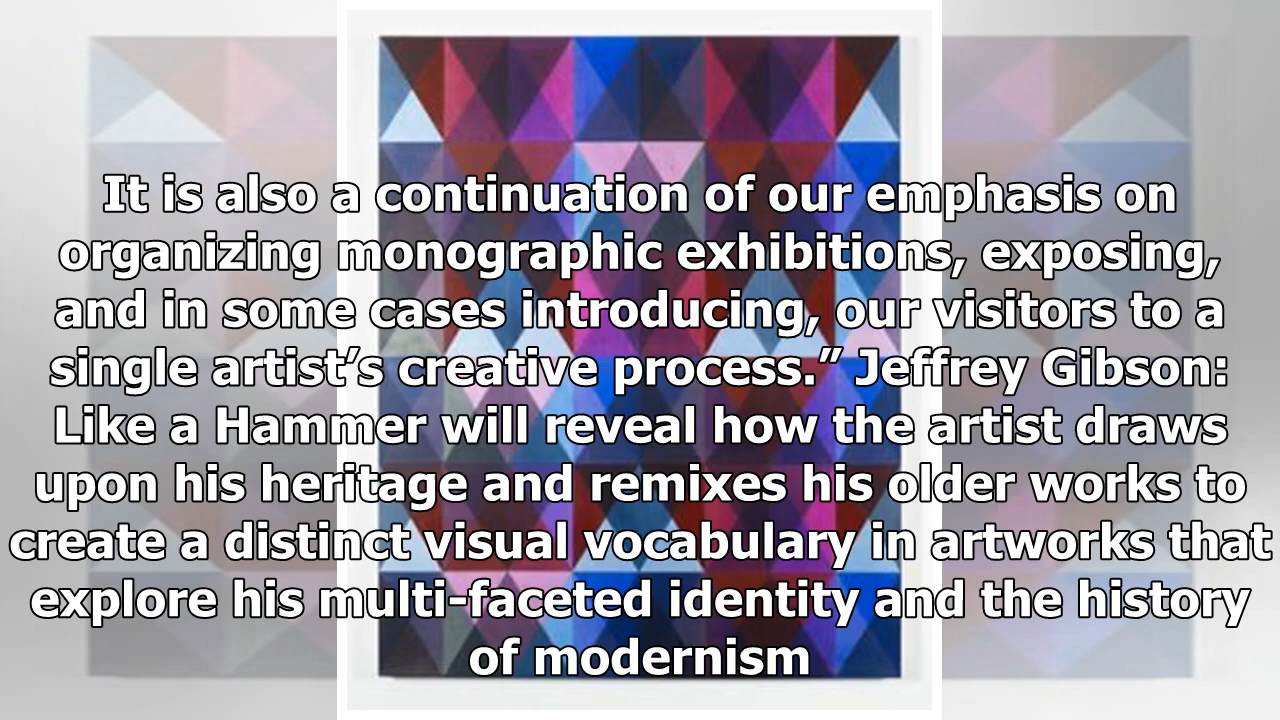 It is also a continuation of our emphasis on
organizing monographic exhibitions, exposing,
and in some cases introducing, our visitors to a
single artist’s creative process.” Jeffrey Gibson:
Like a Hammer will reveal how the artist draws
upon his heritage and remixes his older works to
create a distinct visual vocabulary in artworks that
explore his multi-faceted identity and the history
of modernism